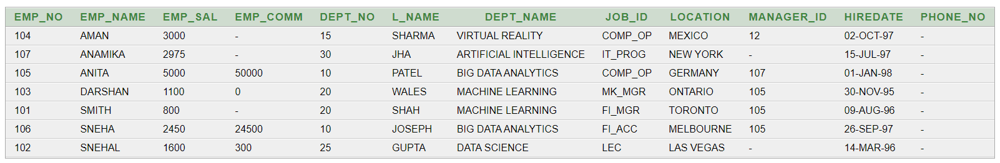 EMP_NO EMP_NAME EMP_SAL EMP_COMM DEPT_NO L_NAME DEPT_NAME JOB_ID LOCATION MANAGER_ID HIREDATE PHONE_NO
104 AMAN 3000 - 15 SHARMA VIRTUAL REALITY COMP_OP MEXICO 12 02-OCT-97 -
107 ANAMIKA 2975 - 30 JHA ARTIFICIAL INTELLIGENCE IT_PROG NEW YORK - 15-JUL-97 -
105 ANITA 5000 50000 10 PATEL BIG DATA ANALYTICS COMP_OP GERMANY 107 01-JAN-98 -
103 DARSHAN 1100 0 20 WALES MACHINE LEARNING MK_MGR ONTARIO 105 30-NOV-95 -
101 SMITH 800 - 20 SHAH MACHINE LEARNING FI_MGR TORONTO 105 09-AUG-96 -
106 SNEHA 2450 24500 10 JOSEPH BIG DATA ANALYTICS FI_ACC MELBOURNE 105 26-SEP-97 -
102 SNEHAL 1600 300 25 GUPTA DATA SCIENCE LEC LAS VEGAS - 14-MAR-96 -